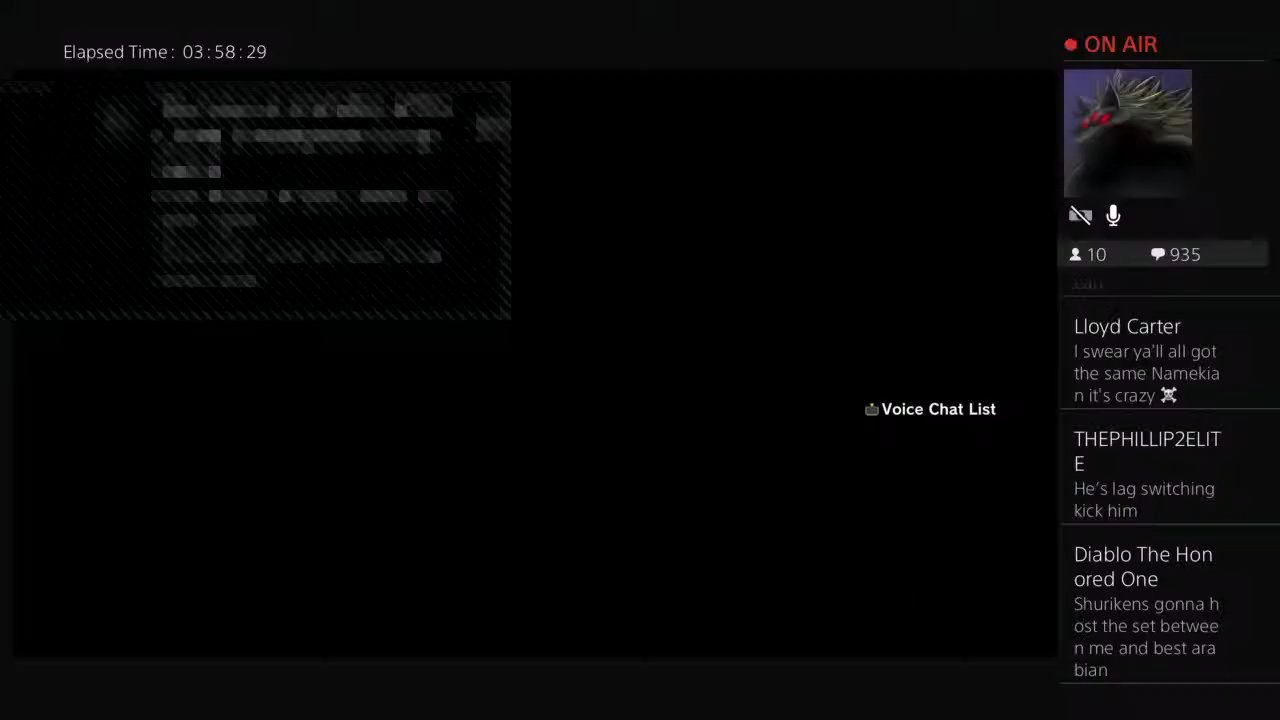 Elapsed Time: 03:58:29
ON AIR
10 935
Lloyd Carter
I swear ya'll all got
the same Namekia
n it's crazy ☠
Voice Chat List
THEPHILLIP2ELIT
E
He's lag switching
kick him
Diablo The Hon
ored One
Shurikens gonna h
ost the set betwee
n me and best ara
bian